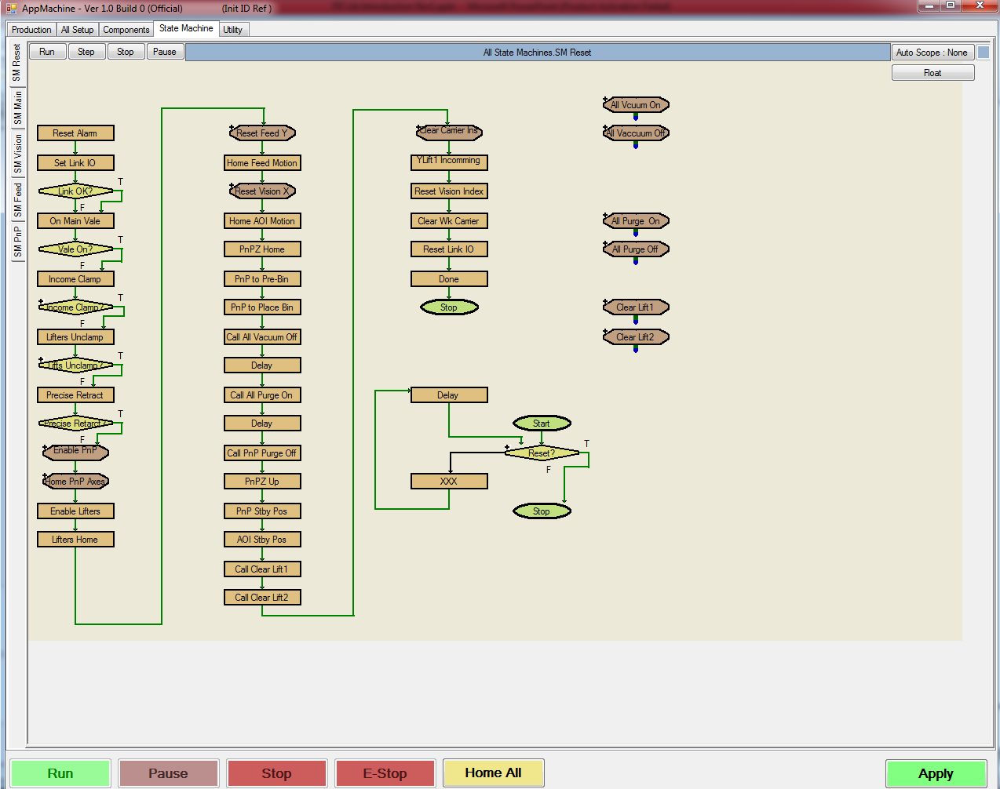 AppMachine - Ver 1.0 Build 0 (Official) (Init ID Ref )
Production All Setup Components State Machine Utility
Run Step Stop Pause All State Machines.SM Reset Auto Scope : None
Float
SM Reset
SM Main
SM Vision
SM Feed
SM PnP
Reset Alarm
Set Link IO
Link OK?
T
F
On Main Vale
Vale On?
T
F
Income Clamp
Income Clamp?
T
F
Lifters Unclamp
Lifts Unclamp?
T
F
Precise Retract
Precise Retarct?
T
F
Enable PnP
Home PnP Axes
Enable Lifters
Lifters Home
Reset Feed Y
Home Feed Motion
Reset Vision X
Home AOI Motion
PnPZ Home
PnP to Pre-Bin
PnP to Place Bin
Call All Vacuum Off
Delay
Call All Purge On
Delay
Call PnP Purge Off
PnPZ Up
PnP Stby Pos
AOI Stby Pos
Call Clear Lift1
Call Clear Lift2
Clear Carrier Ins
YLift1 Incomming
Reset Vision Index
Clear Wk Carrier
Reset Link IO
Done
Stop
Delay
Start
Reset?
T
F
XXX
Stop
All Vcuum On
All Vaccuum Off
All Purge On
All Purge Off
Clear Lift1
Clear Lift2
Run Pause Stop E-Stop Home All Apply